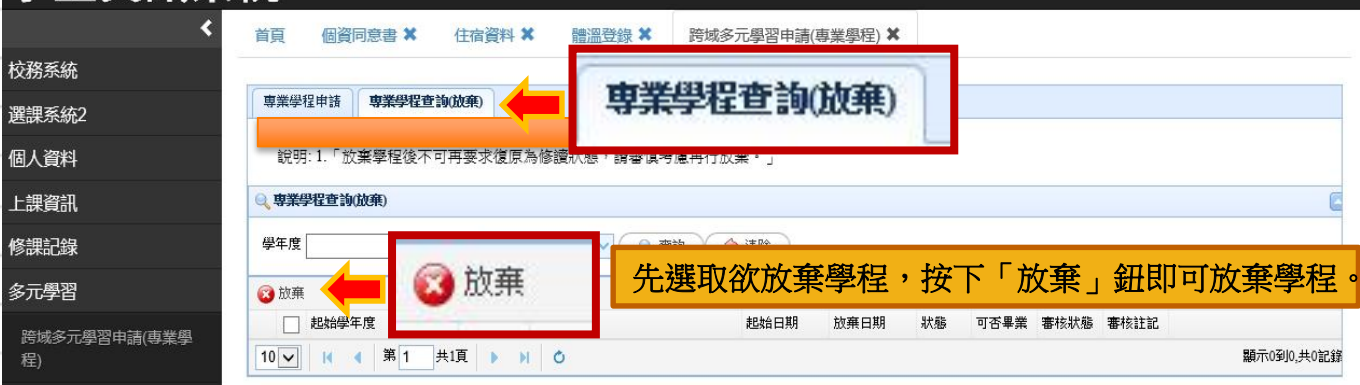 首頁 個資同意書 ✖ 住宿資料 ✖ 體溫登錄 ✖ 跨域多元學習申請(專業學程) ✖
校務系統
選課系統2
個人資料
上課資訊
修課記錄
多元學習
跨域多元學習申請(專業學程)
專業學程申請 專業學程查詢(放棄)
專業學程查詢(放棄)
說明: 1.「放棄學程後不可再要求復原為修讀狀態，請審慎考慮再行放棄。」
專業學程查詢(放棄)
學年度 查詢 清除
放棄
放棄
先選取欲放棄學程，按下「放棄」鈕即可放棄學程。
起始學年度 起始日期 放棄日期 狀態 可否畢業 審核狀態 審核註記
10 第 1 共1頁 顯示0到0,共0記錄